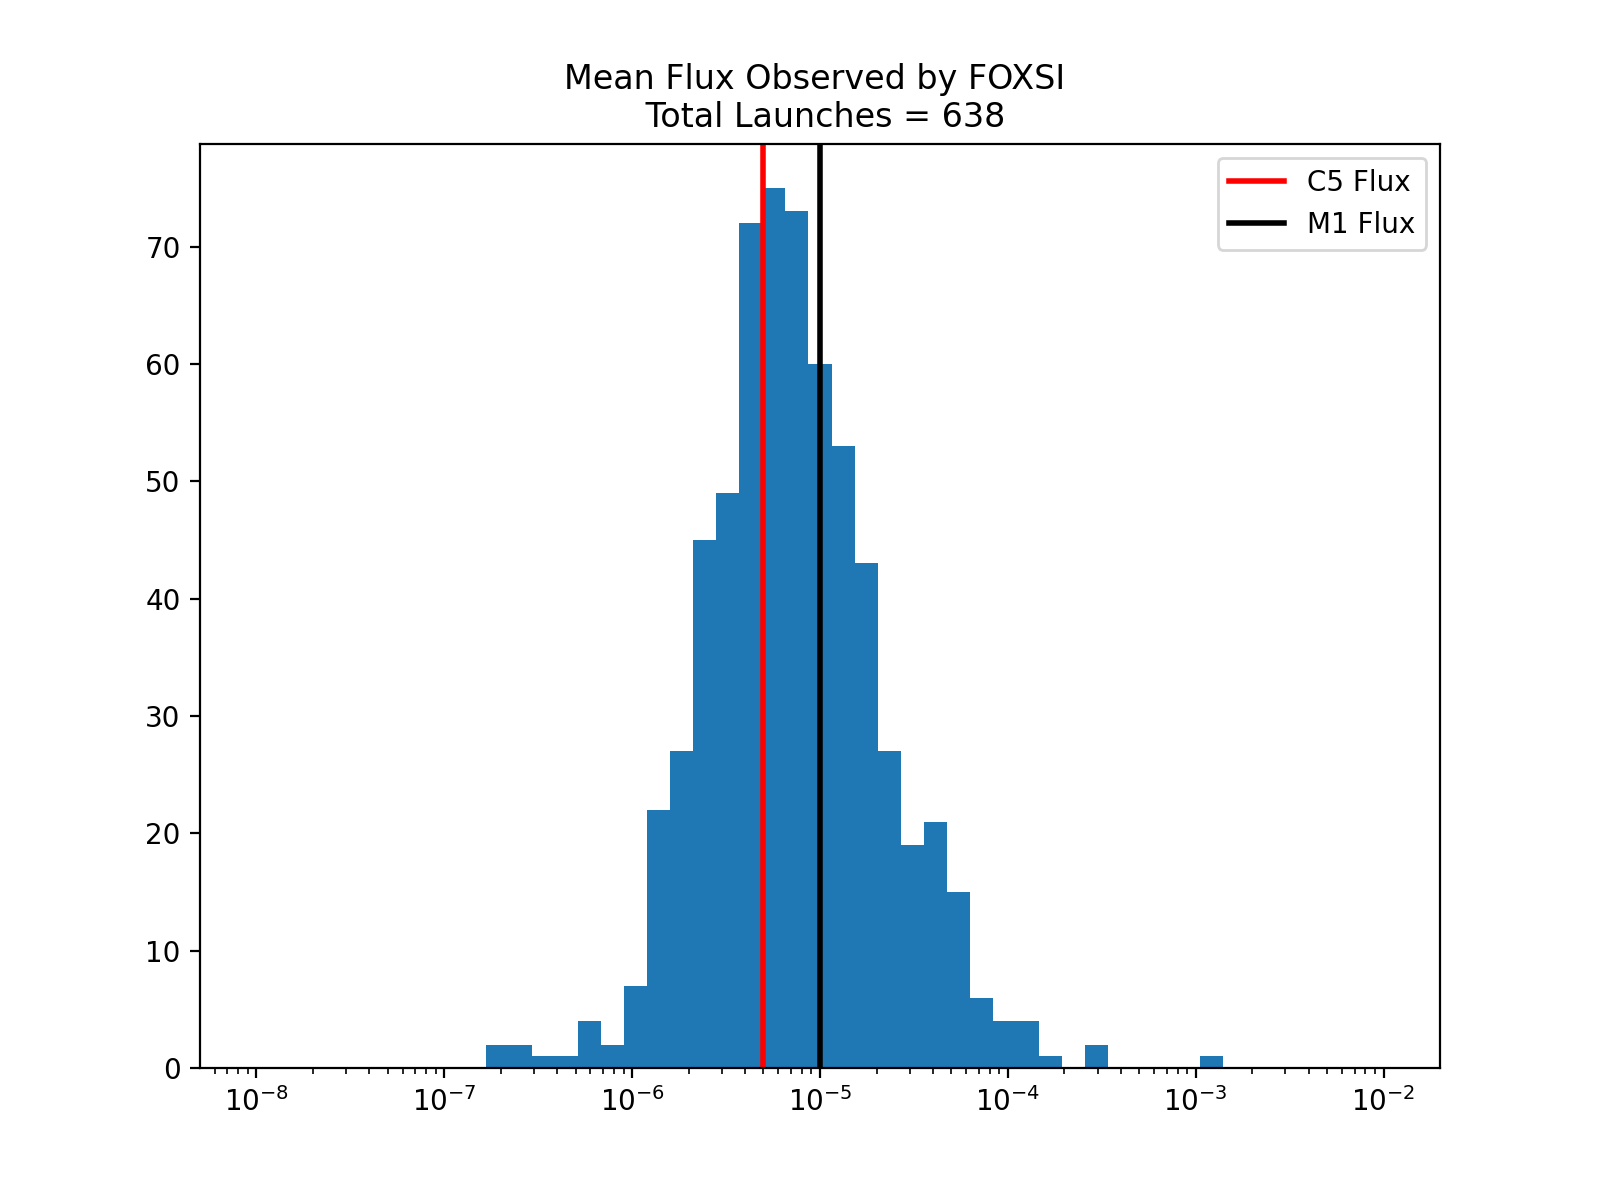 Mean Flux Observed by FOXSI
Total Launches = 638
C5 Flux
M1 Flux
70
60
50
40
30
20
10
0
10⁻⁸ 10⁻⁷ 10⁻⁶ 10⁻⁵ 10⁻⁴ 10⁻³ 10⁻²